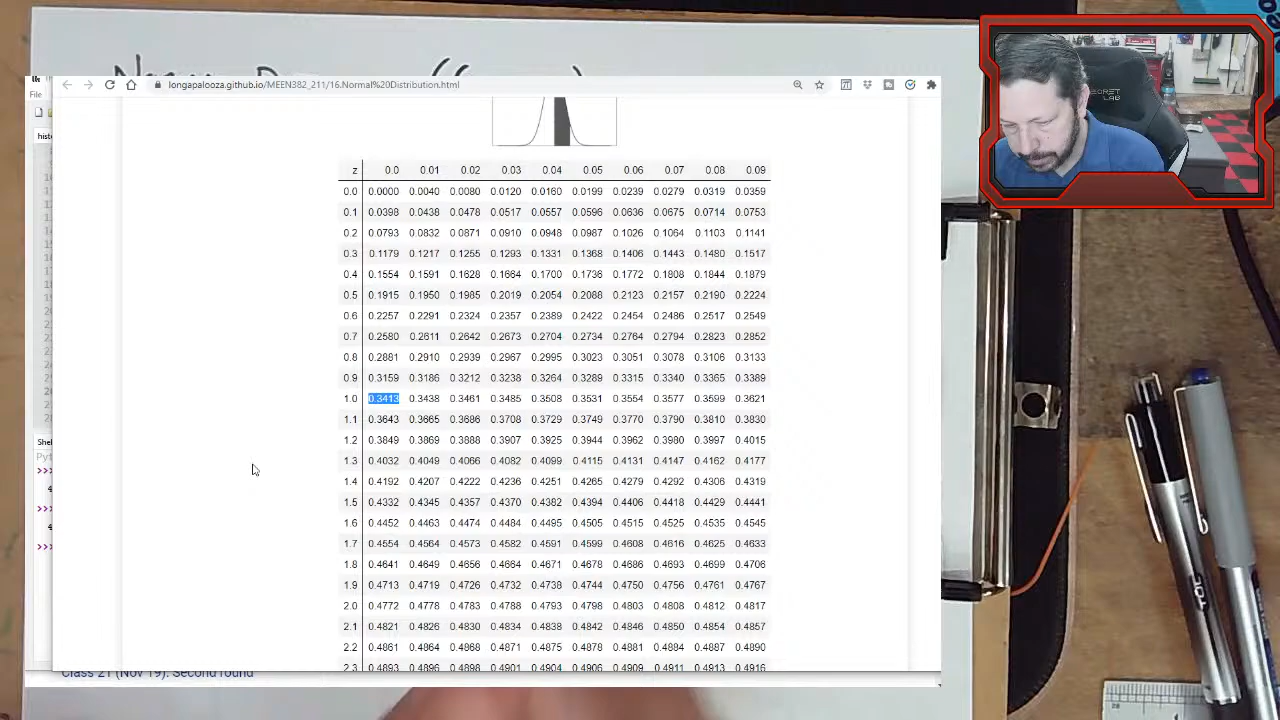 longapalooza.github.io/MEEN382_211/16.Normal%20Distribution.html
File
SECRET
LAB
z 0.0 0.01 0.02 0.03 0.04 0.05 0.06 0.07 0.08 0.09
0.0 0.0000 0.0040 0.0080 0.0120 0.0160 0.0199 0.0239 0.0279 0.0319 0.0359
0.1 0.0398 0.0438 0.0478 0.0517 0.0557 0.0596 0.0636 0.0675 0.0714 0.0753
0.2 0.0793 0.0832 0.0871 0.0910 0.0948 0.0987 0.1026 0.1064 0.1103 0.1141
0.3 0.1179 0.1217 0.1255 0.1293 0.1331 0.1368 0.1406 0.1443 0.1480 0.1517
0.4 0.1554 0.1591 0.1628 0.1664 0.1700 0.1736 0.1772 0.1808 0.1844 0.1879
0.5 0.1915 0.1950 0.1985 0.2019 0.2054 0.2088 0.2123 0.2157 0.2190 0.2224
0.6 0.2257 0.2291 0.2324 0.2357 0.2389 0.2422 0.2454 0.2486 0.2517 0.2549
0.7 0.2580 0.2611 0.2642 0.2673 0.2704 0.2734 0.2764 0.2794 0.2823 0.2852
0.8 0.2881 0.2910 0.2939 0.2967 0.2995 0.3023 0.3051 0.3078 0.3106 0.3133
0.9 0.3159 0.3186 0.3212 0.3238 0.3264 0.3289 0.3315 0.3340 0.3365 0.3389
1.0 0.3413 0.3438 0.3461 0.3485 0.3508 0.3531 0.3554 0.3577 0.3599 0.3621
1.1 0.3643 0.3665 0.3686 0.3708 0.3729 0.3749 0.3770 0.3790 0.3810 0.3830
1.2 0.3849 0.3869 0.3888 0.3907 0.3925 0.3944 0.3962 0.3980 0.3997 0.4015
1.3 0.4032 0.4049 0.4066 0.4082 0.4099 0.4115 0.4131 0.4147 0.4162 0.4177
1.4 0.4192 0.4207 0.4222 0.4236 0.4251 0.4265 0.4279 0.4292 0.4306 0.4319
1.5 0.4332 0.4345 0.4357 0.4370 0.4382 0.4394 0.4406 0.4418 0.4429 0.4441
1.6 0.4452 0.4463 0.4474 0.4484 0.4495 0.4505 0.4515 0.4525 0.4535 0.4545
1.7 0.4554 0.4564 0.4573 0.4582 0.4591 0.4599 0.4608 0.4616 0.4625 0.4633
1.8 0.4641 0.4649 0.4656 0.4664 0.4671 0.4678 0.4686 0.4693 0.4699 0.4706
1.9 0.4713 0.4719 0.4726 0.4732 0.4738 0.4744 0.4750 0.4756 0.4761 0.4767
2.0 0.4772 0.4778 0.4783 0.4788 0.4793 0.4798 0.4803 0.4808 0.4812 0.4817
2.1 0.4821 0.4826 0.4830 0.4834 0.4838 0.4842 0.4846 0.4850 0.4854 0.4857
2.2 0.4861 0.4864 0.4868 0.4871 0.4875 0.4878 0.4881 0.4884 0.4887 0.4890
2.3 0.4893 0.4896 0.4898 0.4901 0.4904 0.4906 0.4909 0.4911 0.4913 0.4916
Class 21 (Nov 19): Second round